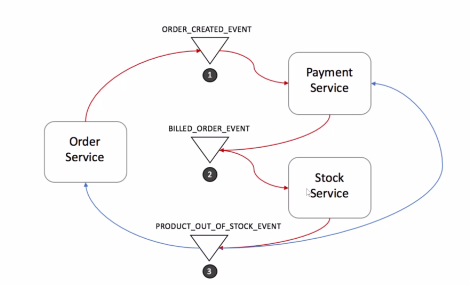 ORDER_CREATED_EVENT
1
Payment
Service
Order
Service
BILLED_ORDER_EVENT
2
Stock
Service
PRODUCT_OUT_OF_STOCK_EVENT
3